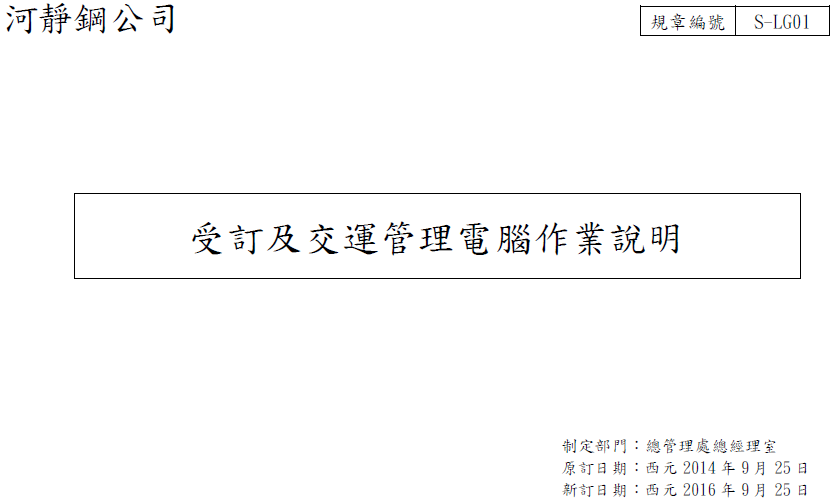 河靜鋼公司
規章編號 S-LG01
受訂及交運管理電腦作業說明
制定部門：總管理處總經理室
原訂日期：西元 2014 年 9 月 25 日
新訂日期：西元 2016 年 9 月 25 日